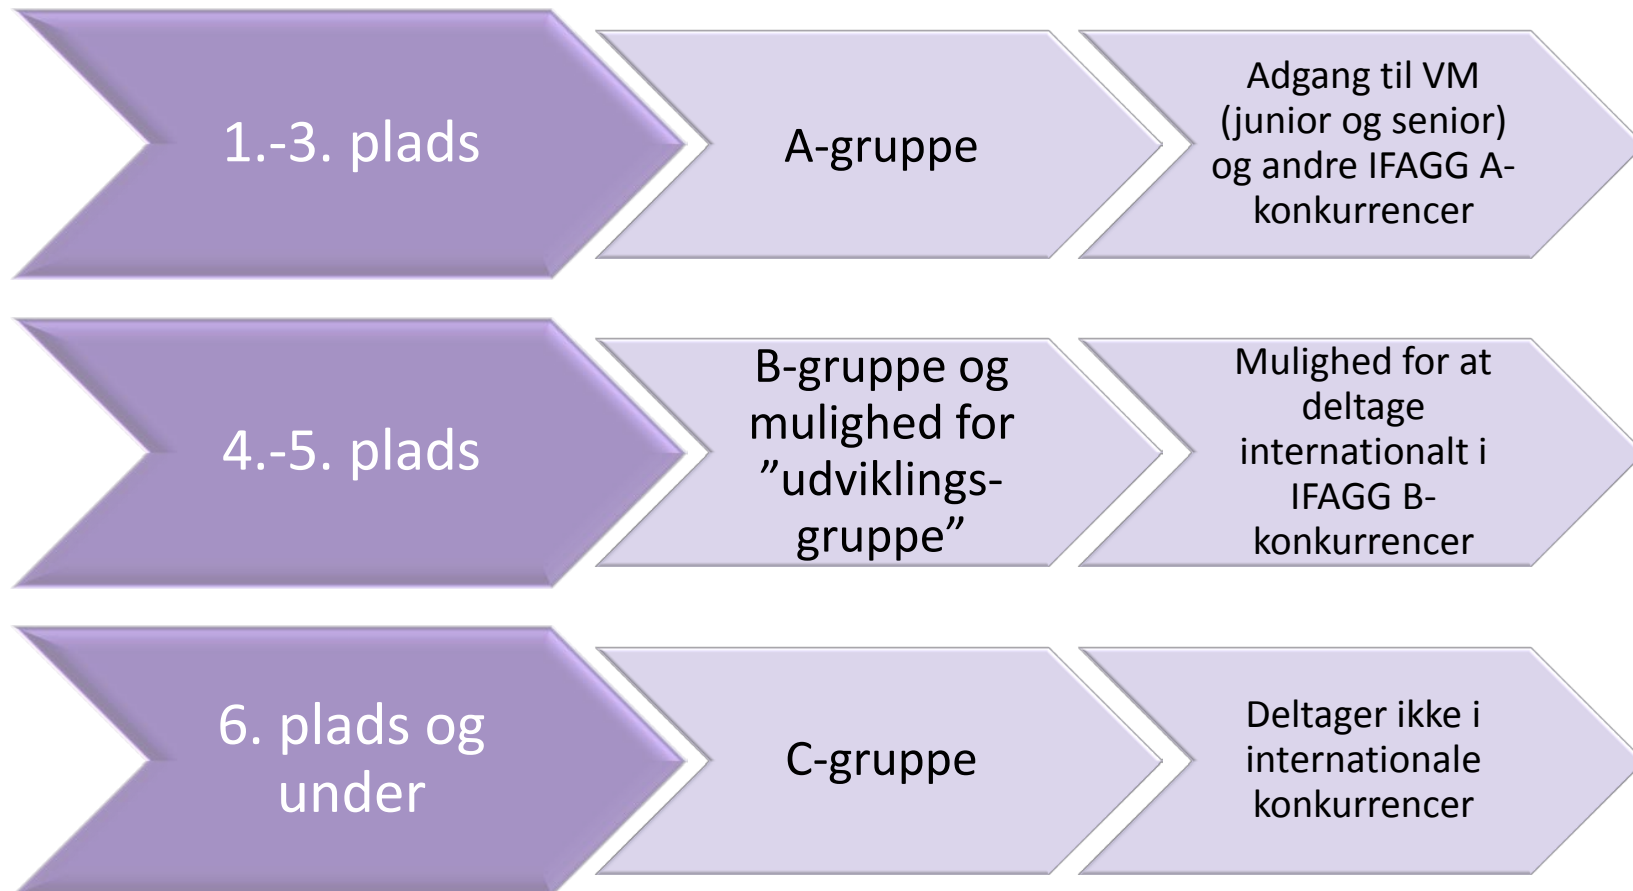 1.-3. plads
A-gruppe
Adgang til VM
(junior og senior)
og andre IFAGG A-
konkurrencer
4.-5. plads
B-gruppe og
mulighed for
”udviklings-
gruppe”
Mulighed for at
deltage
internationalt i
IFAGG B-
konkurrencer
6. plads og
under
C-gruppe
Deltager ikke i
internationale
konkurrencer